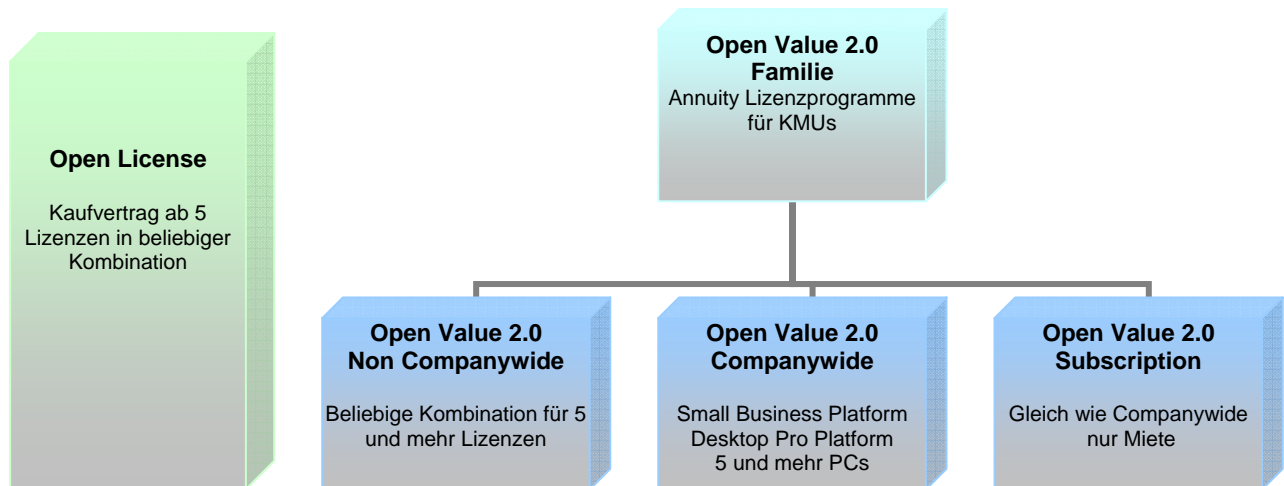 Open License
Kaufvertrag ab 5
Lizenzen in beliebiger
Kombination
Open Value 2.0
Familie
Annuity Lizenzprogramme
für KMUs
Open Value 2.0
Non Companywide
Beliebige Kombination für 5
und mehr Lizenzen
Open Value 2.0
Companywide
Small Business Platform
Desktop Pro Platform
5 und mehr PCs
Open Value 2.0
Subscription
Gleich wie Companywide
nur Miete